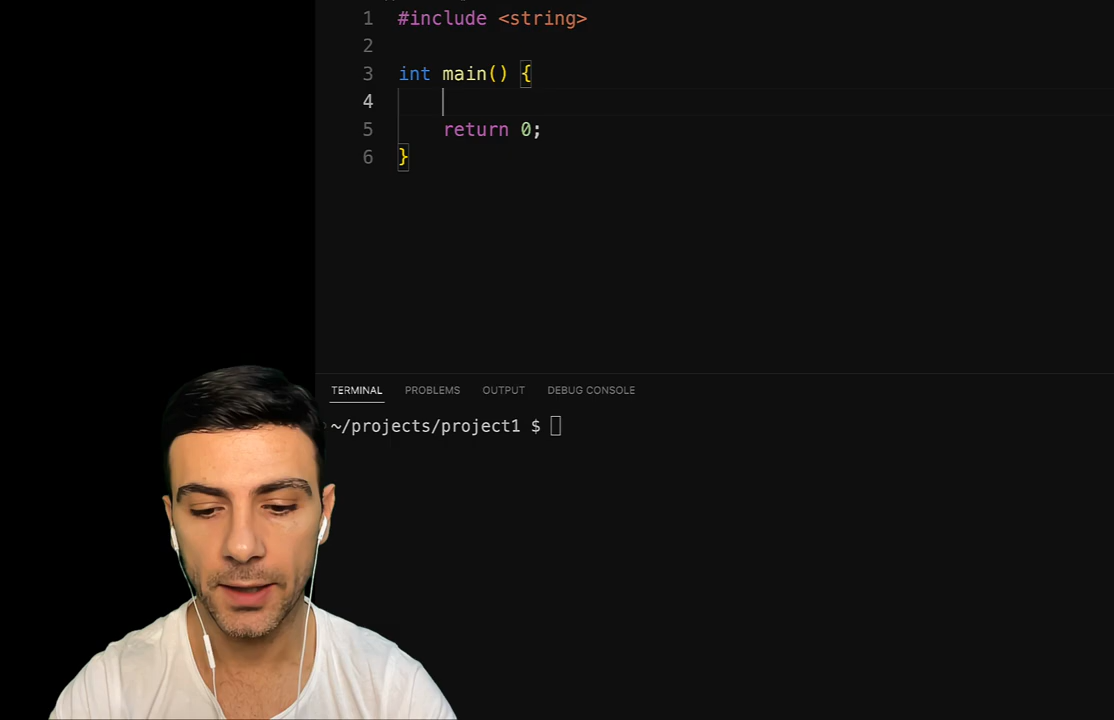 1 #include <string>
2
3 int main() {
4
5 return 0;
6 }
TERMINAL PROBLEMS OUTPUT DEBUG CONSOLE
~/projects/project1 $